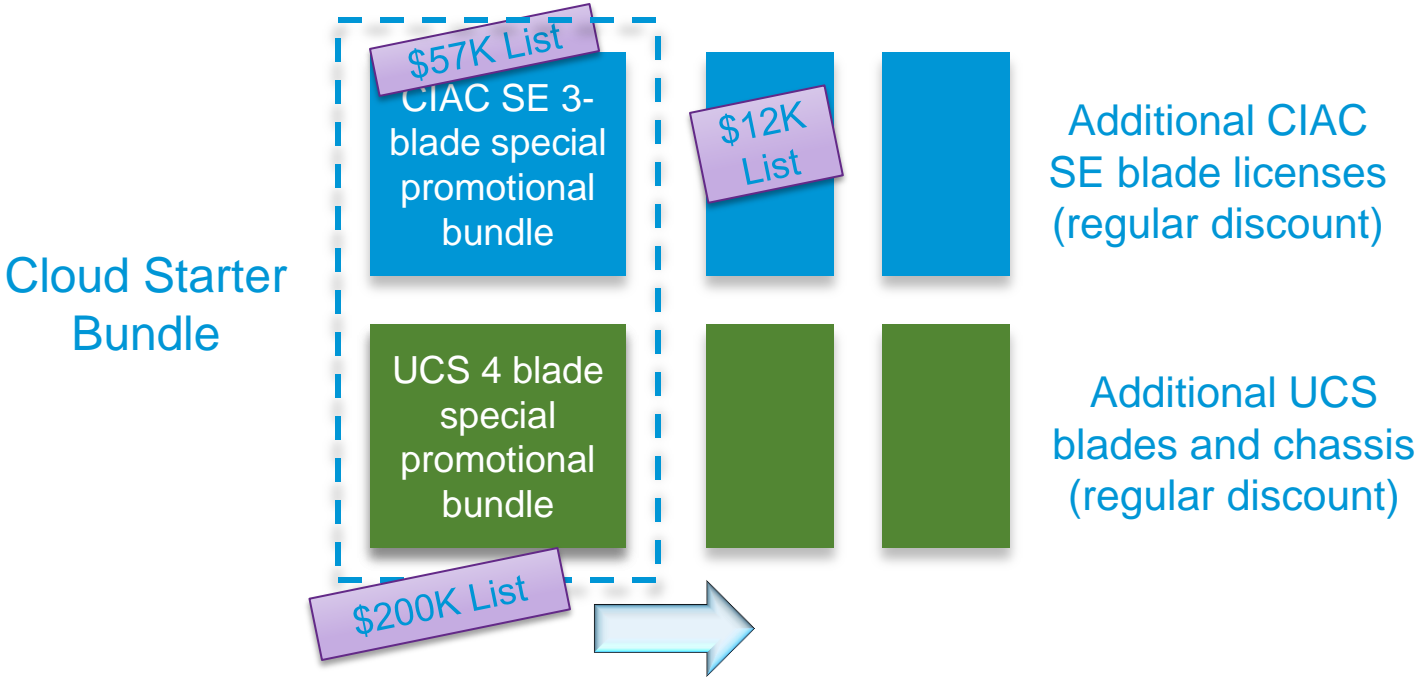 $57K List
CIAC SE 3-
blade special
promotional
bundle
$12K
List
Additional CIAC
SE blade licenses
(regular discount)
Cloud Starter
Bundle
UCS 4 blade
special
promotional
bundle
Additional UCS
blades and chassis
(regular discount)
$200K List